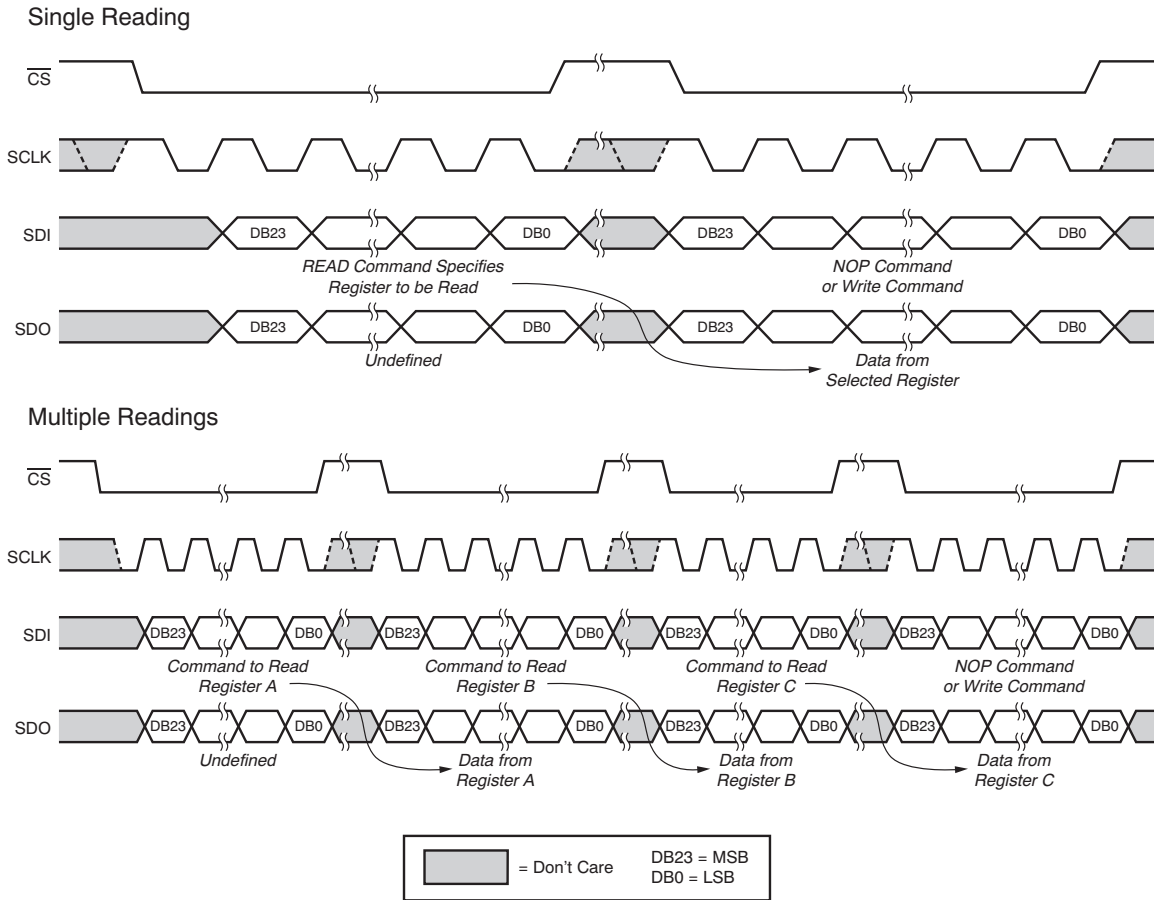 Single Reading
CS
SCLK
SDI DB23 DB0 DB23 DB0
READ Command Specifies
Register to be Read
NOP Command
or Write Command
SDO DB23 DB0 DB23 DB0
Undefined
Data from
Selected Register
Multiple Readings
CS
SCLK
SDI DB23 DB0 DB23 DB0 DB23 DB0 DB23 DB0
Command to Read
Register A
Command to Read
Register B
Command to Read
Register C
NOP Command
or Write Command
SDO DB23 DB0 DB23 DB0 DB23 DB0 DB23 DB0
Undefined
Data from
Register A
Data from
Register B
Data from
Register C
= Don't Care
DB23 = MSB
DB0 = LSB